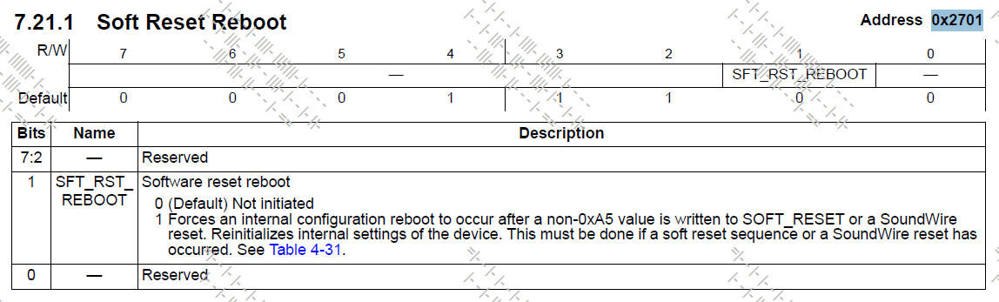 7.21.1 Soft Reset Reboot Address 0x2701
R/W 7 6 5 4 3 2 1 0
— SFT_RST_REBOOT —
Default 0 0 0 1 1 1 0 0
Bits Name Description
7:2 — Reserved
1 SFT_RST_ Software reset reboot
REBOOT 0 (Default) Not initiated
1 Forces an internal configuration reboot to occur after a non-0xA5 value is written to SOFT_RESET or a SoundWire
reset. Reinitializes internal settings of the device. This must be done if a soft reset sequence or a SoundWire reset has
occurred. See Table 4-31.
0 — Reserved